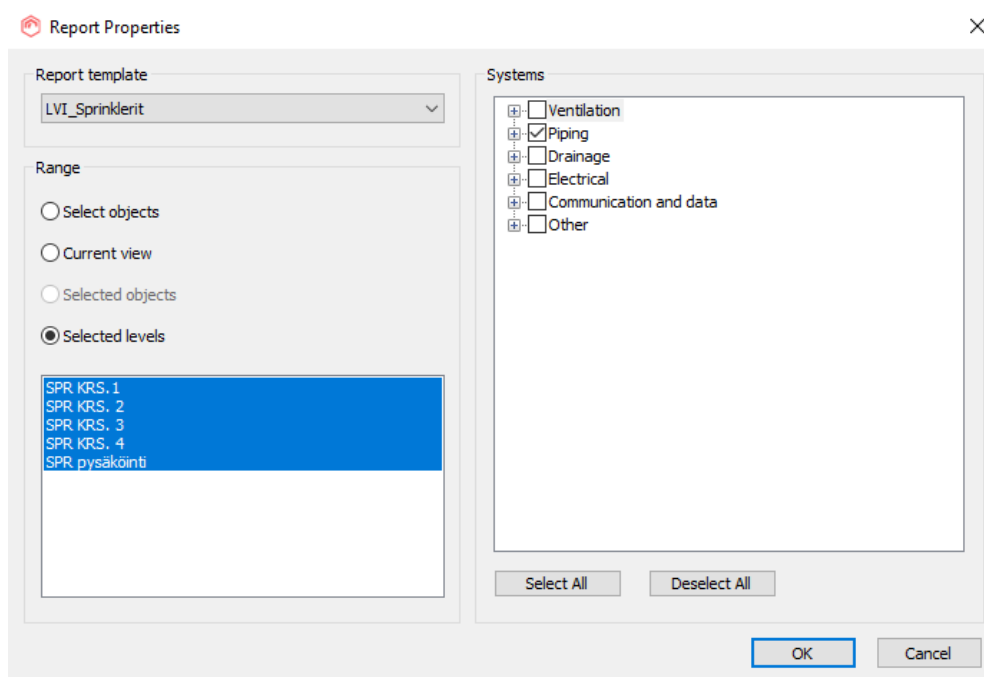 Report Properties
Report template
LVI_Sprinklerit
Range
Select objects
Current view
Selected objects
Selected levels
SPR KRS.1
SPR KRS. 2
SPR KRS. 3
SPR KRS. 4
SPR pysäköinti
Systems
Ventilation
Piping
Drainage
Electrical
Communication and data
Other
Select All
Deselect All
OK
Cancel